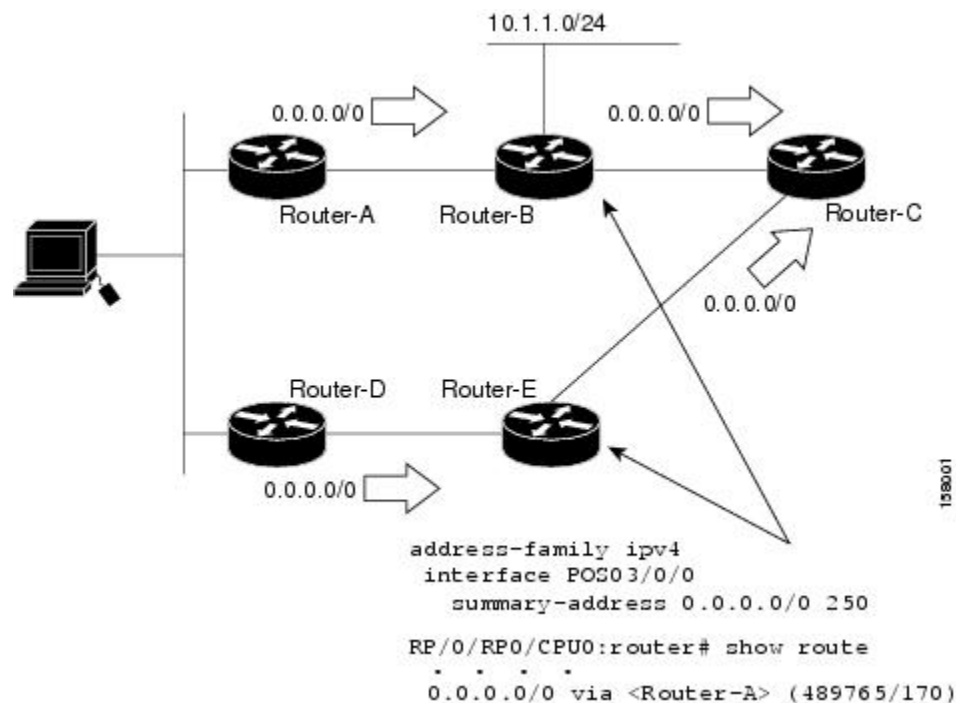 10.1.1.0/24
0.0.0.0/0
0.0.0.0/0
Router-A
Router-B
Router-C
0.0.0.0/0
Router-D
Router-E
0.0.0.0/0
158001
address-family ipv4
interface POS03/0/0
summary-address 0.0.0.0/0 250
RP/0/RP0/CPU0:router# show route
. . . .
0.0.0.0/0 via <Router-A> (489765/170)